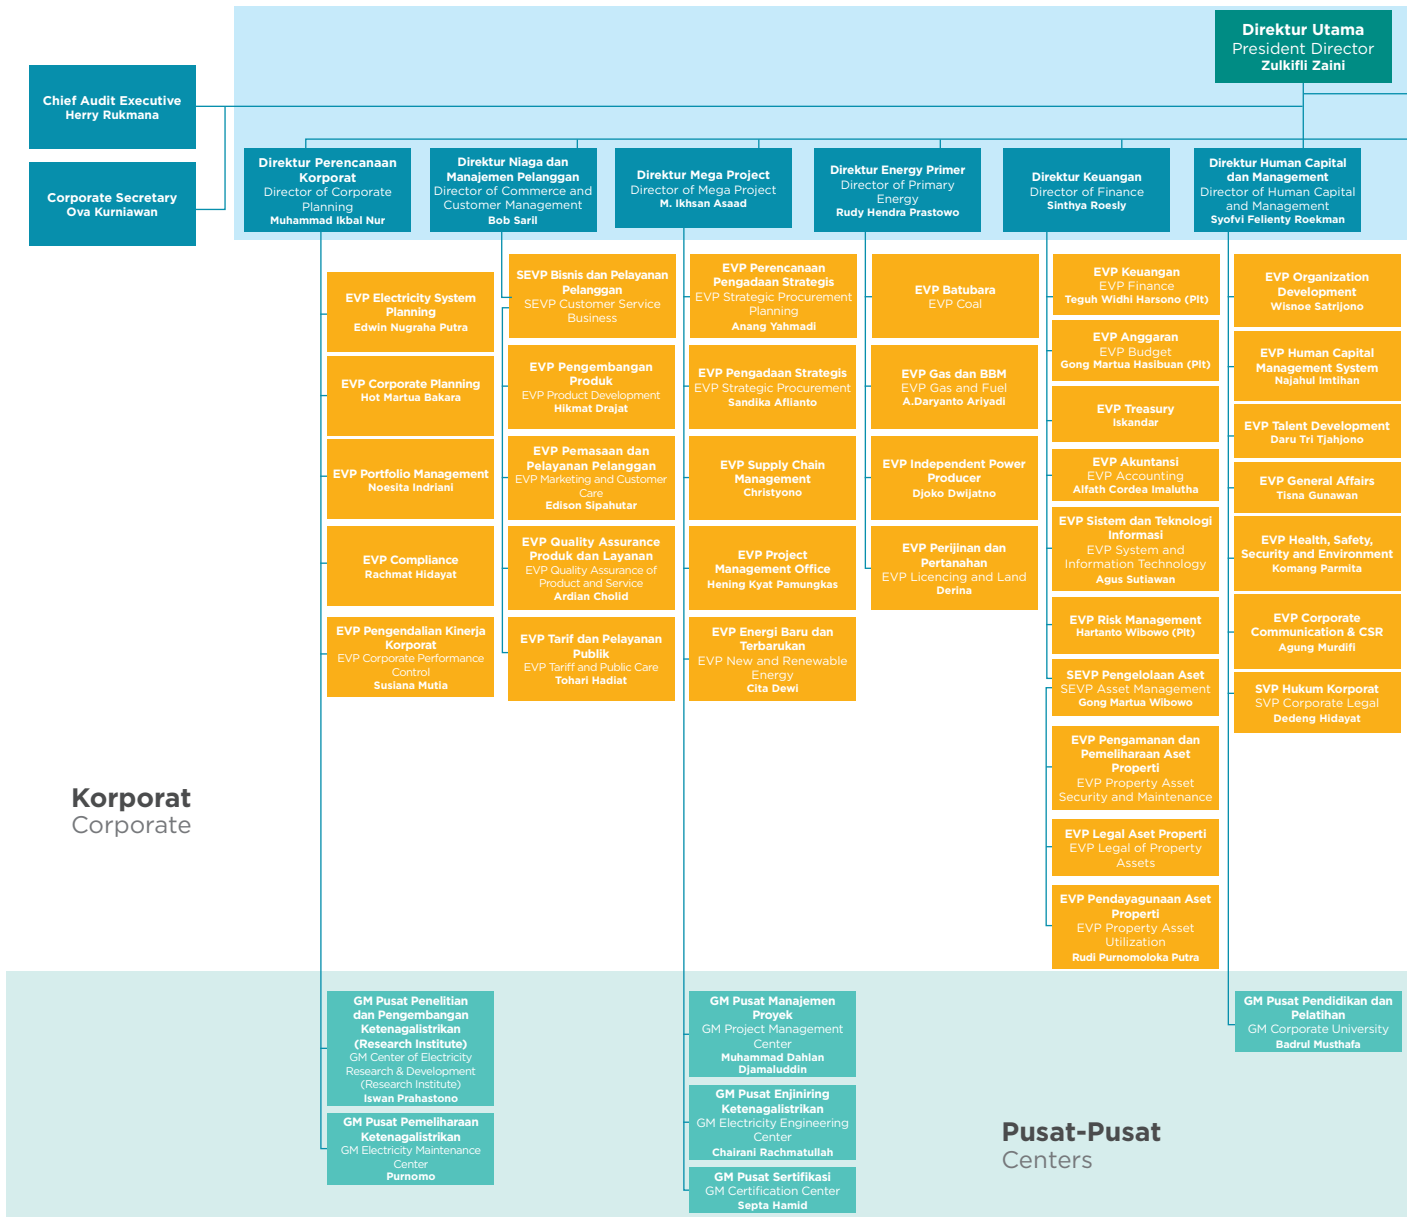 Direktur Utama
President Director
Zulkifli Zaini
Chief Audit Executive
Herry Rukmana
Corporate Secretary
Ova Kurniawan
Direktur Perencanaan
Korporat
Director of Corporate
Planning
Muhammad Ikbal Nur
Direktur Niaga dan
Manajemen Pelanggan
Director of Commerce and
Customer Management
Bob Saril
Direktur Mega Project
Director of Mega Project
M. Ikhsan Asaad
Direktur Energy Primer
Director of Primary
Energy
Rudy Hendra Prastowo
Direktur Keuangan
Director of Finance
Sinthya Roesly
Direktur Human Capital
dan Management
Director of Human Capital
and Management
Syofvi Felienty Roekman
EVP Electricity System
Planning
Edwin Nugraha Putra
EVP Corporate Planning
Hot Martua Bakara
EVP Portfolio Management
Noesita Indriani
EVP Compliance
Rachmat Hidayat
EVP Pengendalian Kinerja
Korporat
EVP Corporate Performance
Control
Susiana Mutia
SEVP Bisnis dan Pelayanan
Pelanggan
SEVP Customer Service
Business
EVP Pengembangan
Produk
EVP Product Development
Hikmat Drajat
EVP Pemasaan dan
Pelayanan Pelanggan
EVP Marketing and Customer
Care
Edison Sipahutar
EVP Quality Assurance
Produk dan Layanan
EVP Quality Assurance of
Product and Service
Ardian Cholid
EVP Tarif dan Pelayanan
Publik
EVP Tariff and Public Care
Tohari Hadiat
EVP Perencanaan
Pengadaan Strategis
EVP Strategic Procurement
Planning
Anang Yahmadi
EVP Pengadaan Strategis
EVP Strategic Procurement
Sandika Aflianto
EVP Supply Chain
Management
Christyono
EVP Project
Management Office
Hening Kyat Pamungkas
EVP Energi Baru dan
Terbarukan
EVP New and Renewable
Energy
Cita Dewi
EVP Batubara
EVP Coal
EVP Gas dan BBM
EVP Gas and Fuel
A.Daryanto Ariyadi
EVP Independent Power
Producer
Djoko Dwijatno
EVP Perijinan dan
Pertanahan
EVP Licencing and Land
Derina
EVP Keuangan
EVP Finance
Teguh Widhi Harsono (Plt)
EVP Anggaran
EVP Budget
Gong Martua Hasibuan (Plt)
EVP Treasury
Iskandar
EVP Akuntansi
EVP Accounting
Alfath Cordea Imalutha
EVP Sistem dan Teknologi
Informasi
EVP System and
Information Technology
Agus Sutiawan
EVP Risk Management
Hartanto Wibowo (Plt)
SEVP Pengelolaan Aset
SEVP Asset Management
Gong Martua Wibowo
EVP Pengamanan dan
Pemeliharaan Aset
Properti
EVP Property Asset
Security and Maintenance
EVP Legal Aset Properti
EVP Legal of Property
Assets
EVP Pendayagunaan Aset
Properti
EVP Property Asset
Utilization
Rudi Purnomoloka Putra
EVP Organization
Development
Wisnoe Satrijono
EVP Human Capital
Management System
Najahul Imtihan
EVP Talent Development
Daru Tri Tjahjono
EVP General Affairs
Tisna Gunawan
EVP Health, Safety,
Security and Environment
Komang Parmita
EVP Corporate
Communication & CSR
Agung Murdifi
SVP Hukum Korporat
SVP Corporate Legal
Dedeng Hidayat
Korporat
Corporate
GM Pusat Penelitian
dan Pengembangan
Ketenagalistrikan
(Research Institute)
GM Center of Electricity
Research & Development
(Research Institute)
Iswan Prahastono
GM Pusat Pemeliharaan
Ketenagalistrikan
GM Electricity Maintenance
Center
Purnomo
GM Pusat Manajemen
Proyek
GM Project Management
Center
Muhammad Dahlan
Djamaluddin
GM Pusat Enjiniring
Ketenagalistrikan
GM Electricity Engineering
Center
Chairani Rachmatullah
GM Pusat Sertifikasi
GM Certification Center
Septa Hamid
GM Pusat Pendidikan dan
Pelatihan
GM Corporate University
Badrul Musthafa
Pusat-Pusat
Centers